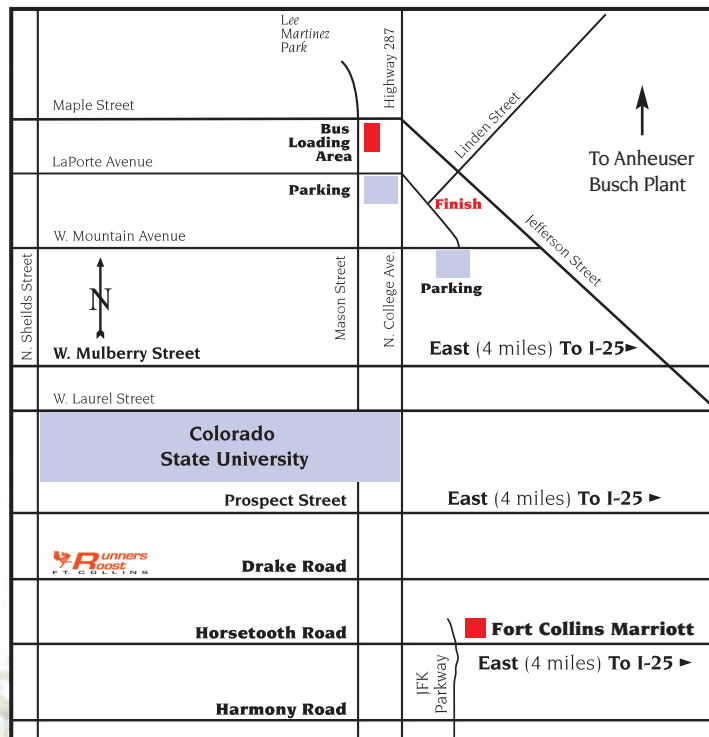 Lee
Martinez
Park
Highway 287
Maple Street
Linden Street
Bus
Loading
Area
To Anheuser
Busch Plant
LaPorte Avenue
Parking
Finish
W. Mountain Avenue
Jefferson Street
N. Sheilds Street
N
Mason Street
N. College Ave.
Parking
W. Mulberry Street
East (4 miles) To I-25
W. Laurel Street
Colorado
State University
Prospect Street
East (4 miles) To I-25
Runners
Roost
FT. COLLINS
Drake Road
Horsetooth Road
Fort Collins Marriott
JFK
Parkway
East (4 miles) To I-25
Harmony Road